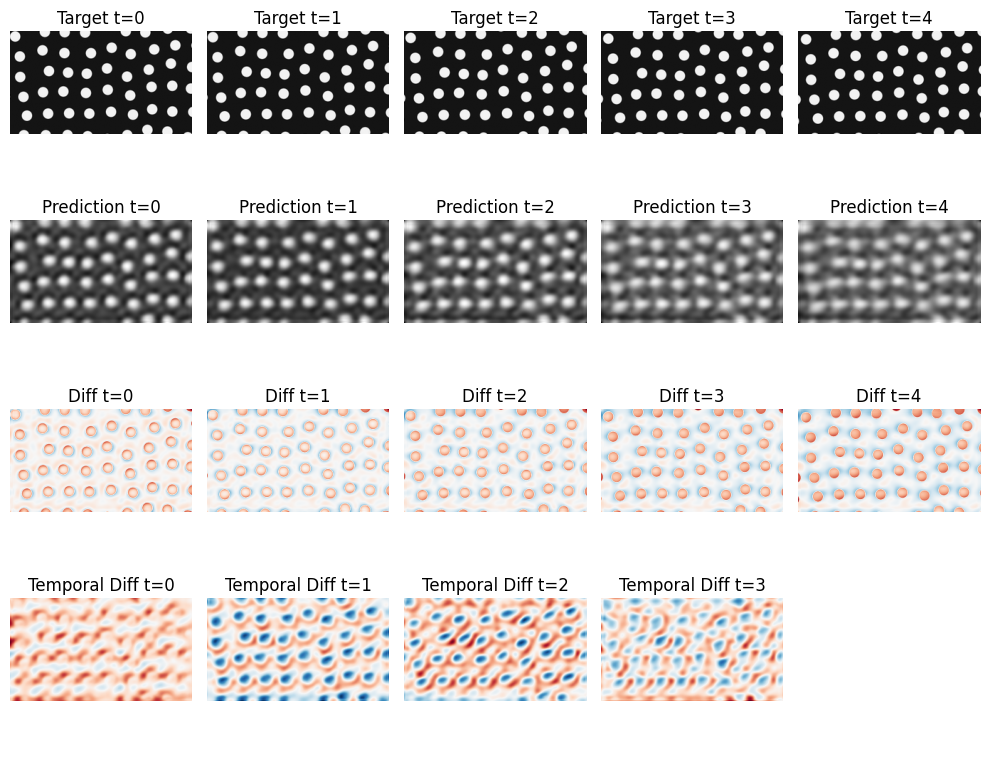 Target t=0
Target t=1
Target t=2
Target t=3
Target t=4
Prediction t=0
Prediction t=1
Prediction t=2
Prediction t=3
Prediction t=4
Diff t=0
Diff t=1
Diff t=2
Diff t=3
Diff t=4
Temporal Diff t=0
Temporal Diff t=1
Temporal Diff t=2
Temporal Diff t=3